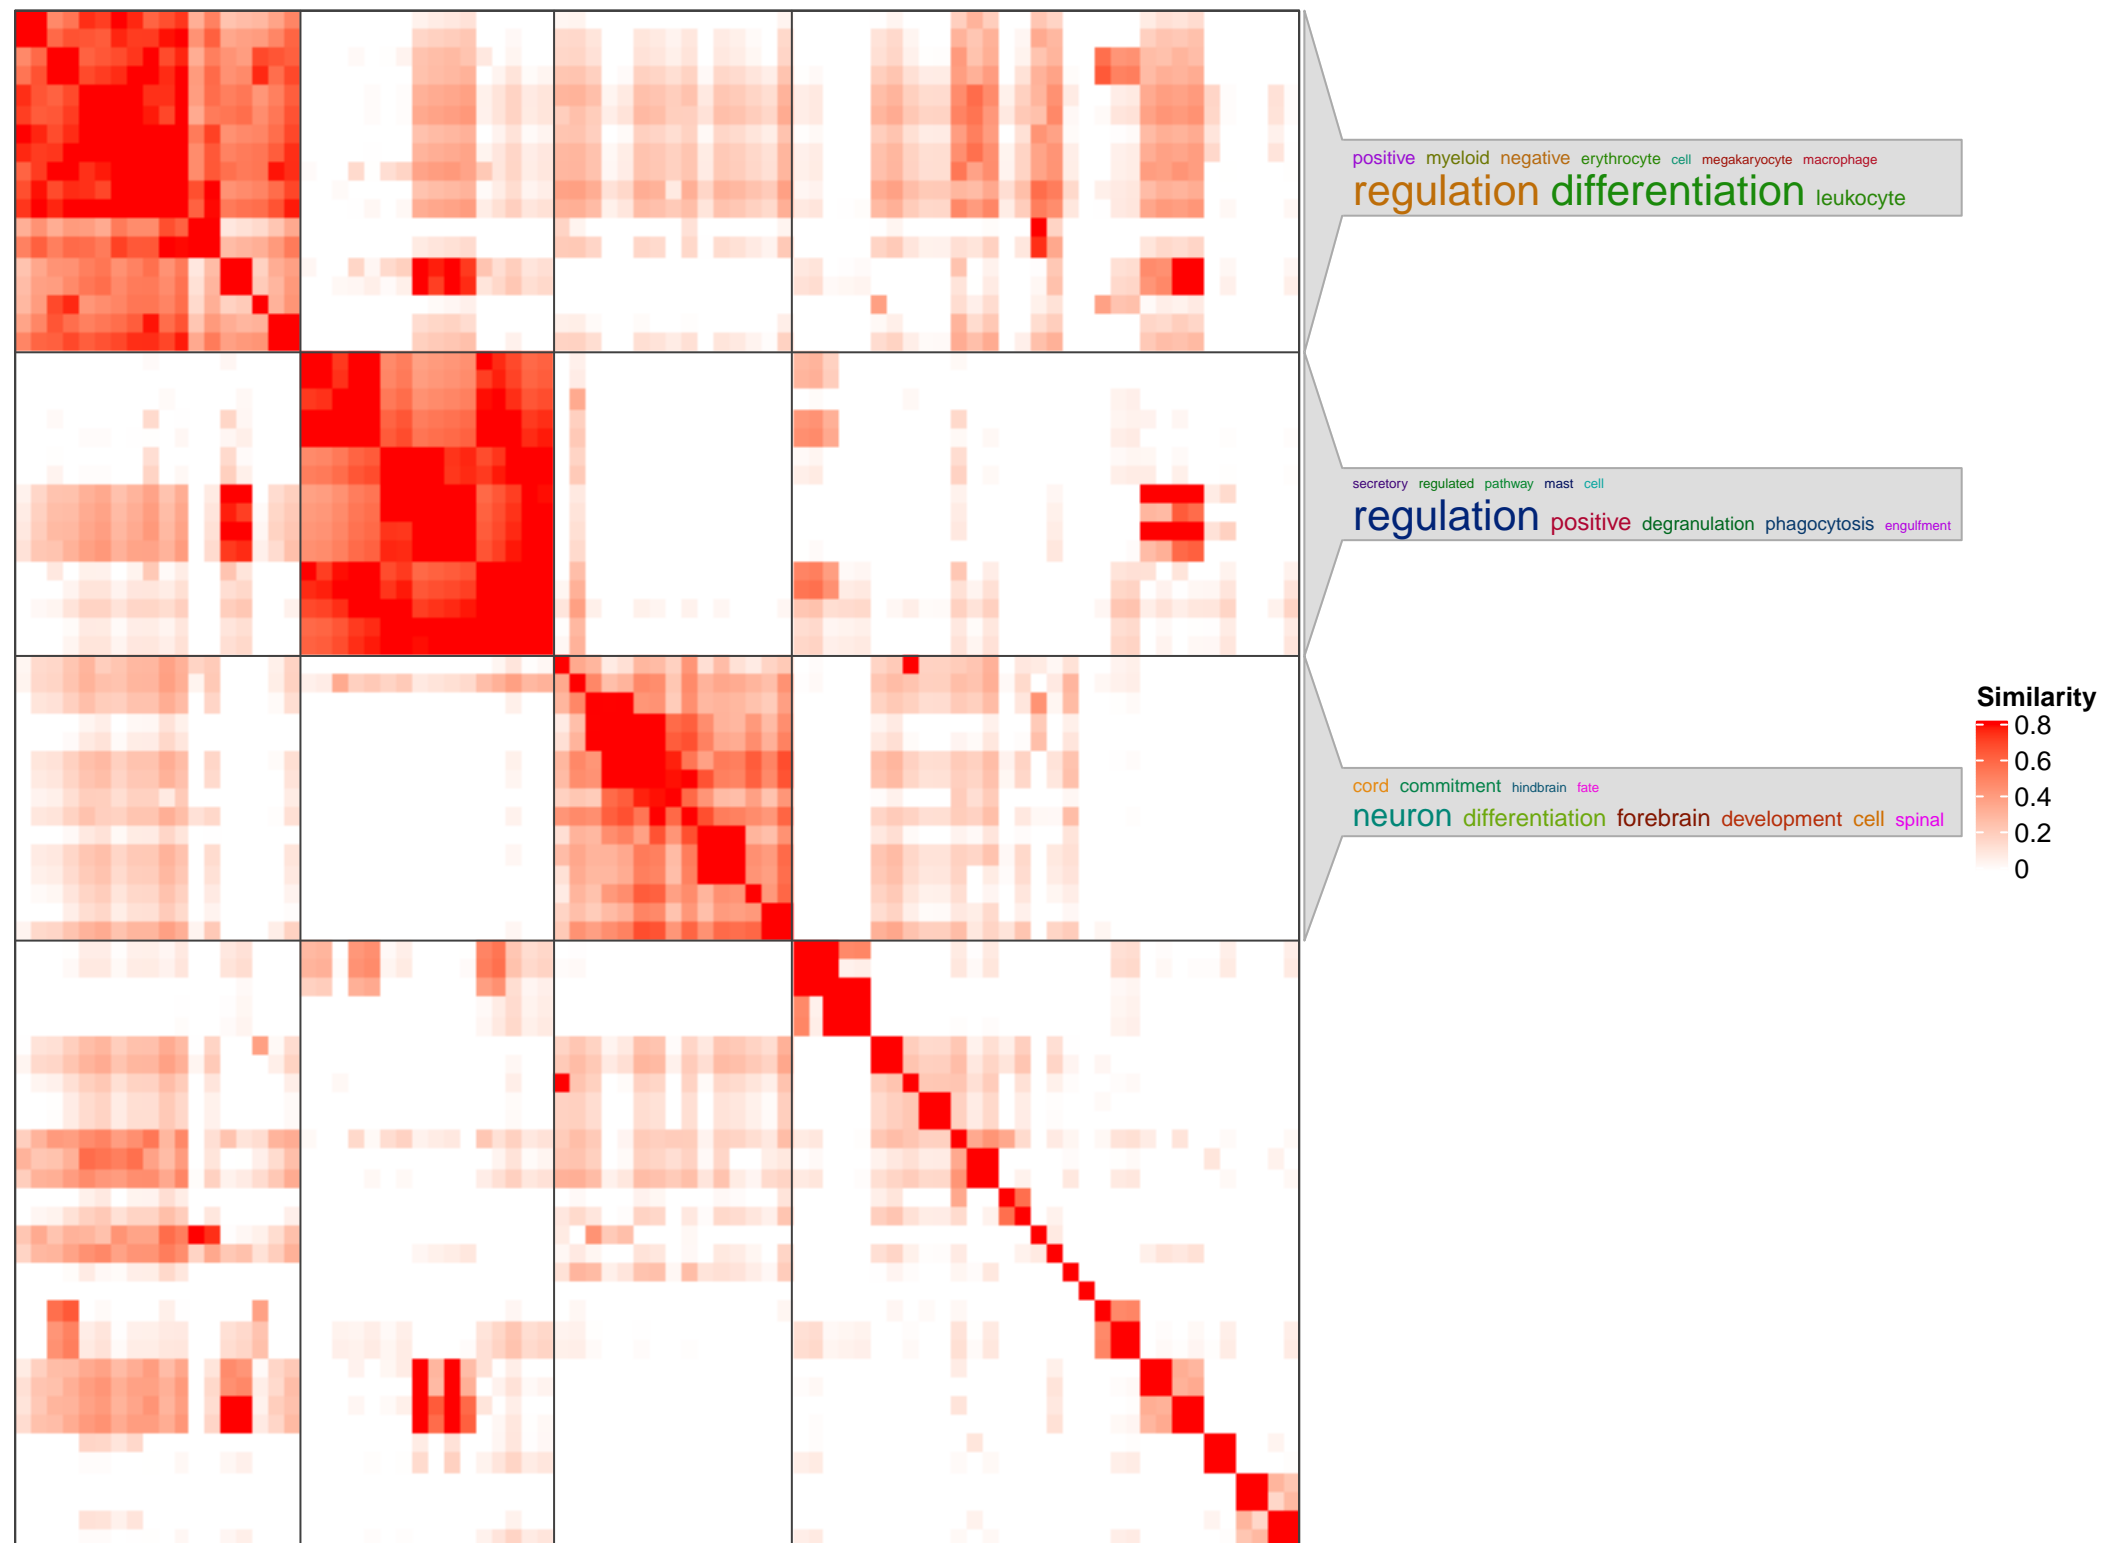 positive myeloid negative erythrocyte cell megakaryocyte macrophage
regulation differentiation leukocyte
secretory regulated pathway mast cell
regulation positive degranulation phagocytosis engulfment
Similarity
0.8
0.6
0.4
0.2
0
cord commitment hindbrain fate
neuron differentiation forebrain development cell spinal